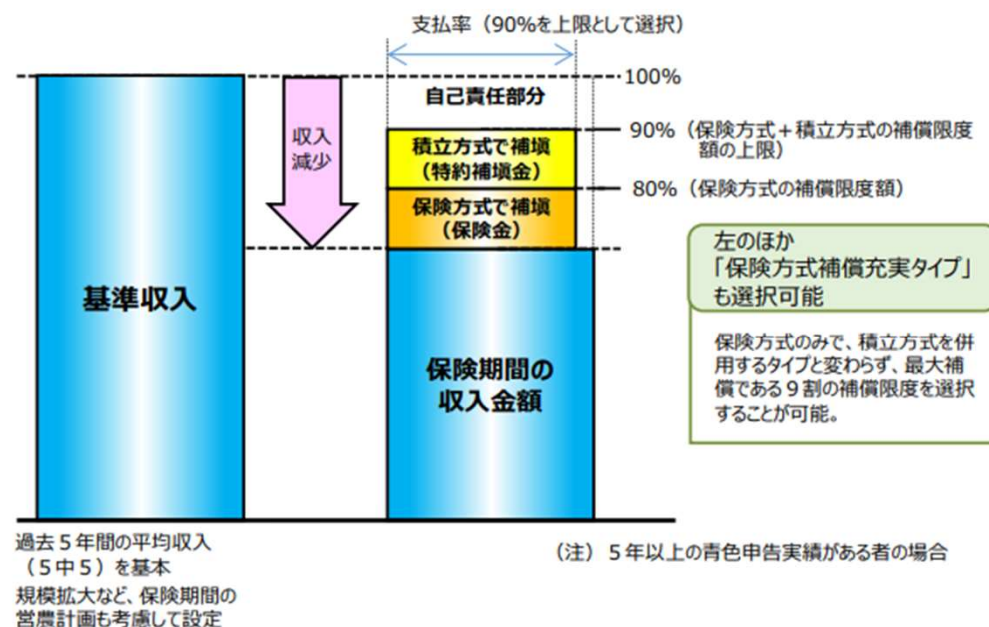 支払率（90%を上限として選択）
100%
自己責任部分
90%（保険方式＋積立方式の補償限度
額の上限）
収入
減少
積立方式で補填
（特約補填金）
80%（保険方式の補償限度額）
保険方式で補填
（保険金）
左のほか
「保険方式補償充実タイプ」
も選択可能
基準収入
保険期間の
収入金額
保険方式のみで、積立方式を併
用するタイプと変わらず、最大補
償である９割の補償限度を選択
することが可能。
過去５年間の平均収入
（５中５）を基本
規模拡大など、保険期間の
営農計画も考慮して設定
（注）５年以上の青色申告実績がある者の場合